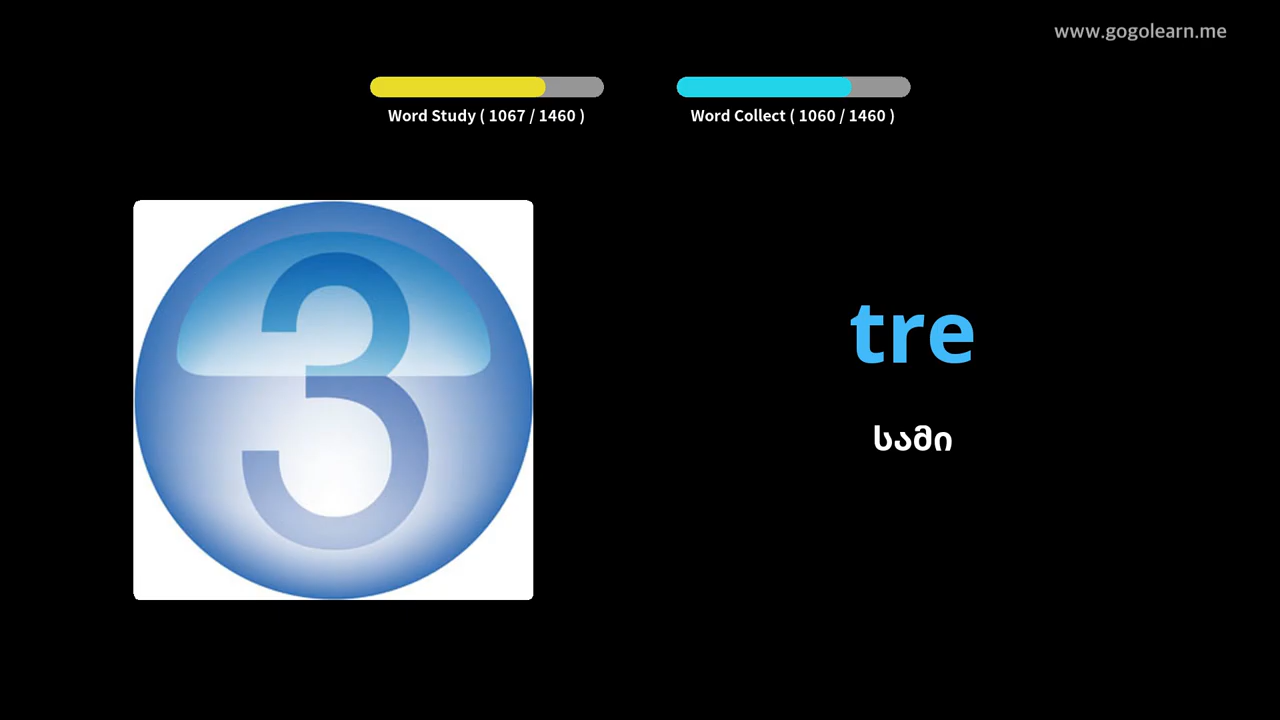 www.gogolearn.me
Word Study ( 1067 / 1460 )
Word Collect ( 1060 / 1460 )
3
tre
სამი